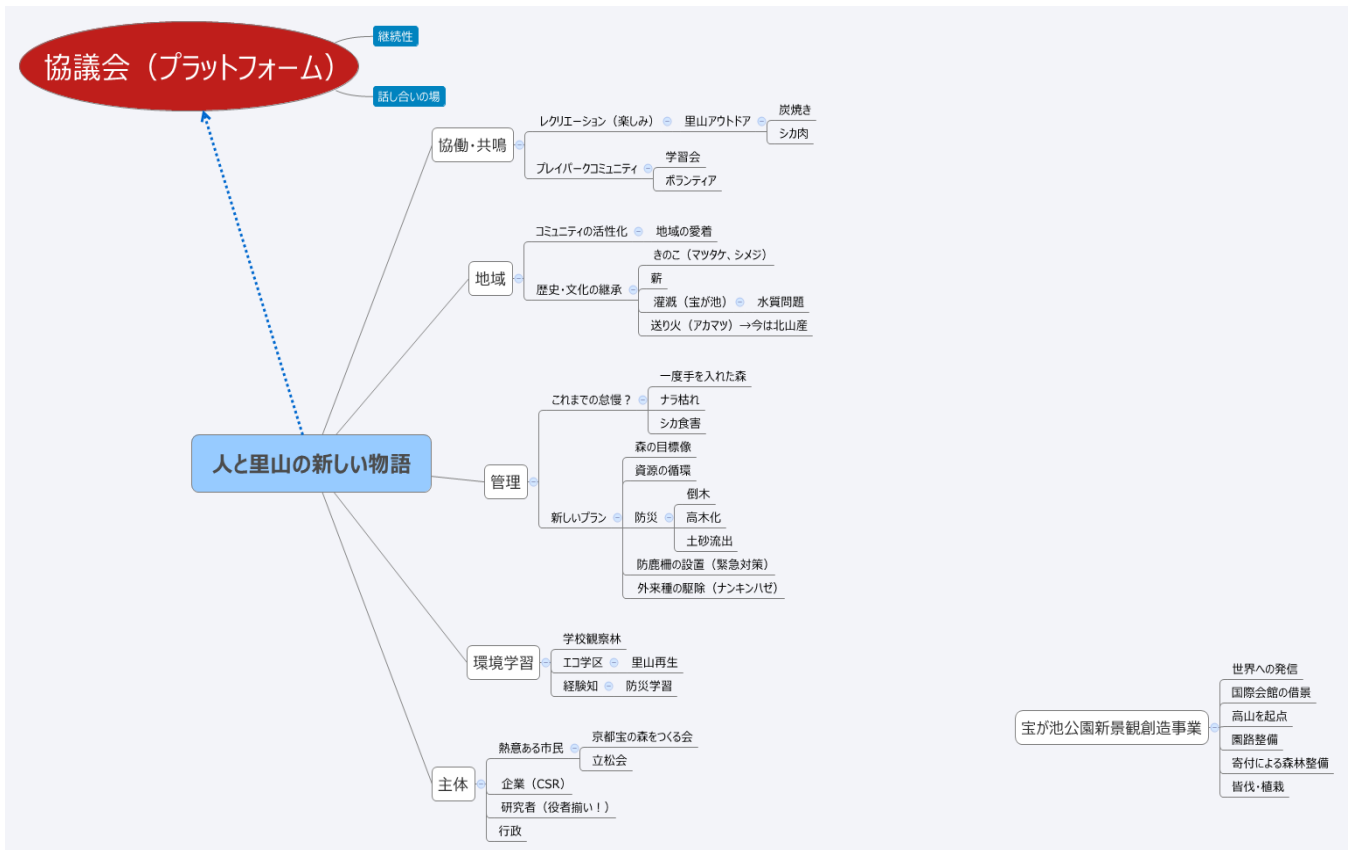 協議会（プラットフォーム）
継続性
話し合いの場
協働・共鳴
レクリエーション（楽しみ）
里山アウトドア
炭焼き
シカ肉
プレイパークコミュニティ
学習会
ボランティア
地域
コミュニティの活性化
地域の愛着
歴史・文化の継承
きのこ（マツタケ、シメジ）
薪
灌漑（宝が池）
水質問題
送り火（アカマツ）→今は北山産
人と里山の新しい物語
管理
これまでの怠慢？
一度手を入れた森
ナラ枯れ
シカ食害
新しいプラン
森の目標像
資源の循環
防災
倒木
高木化
土砂流出
防鹿柵の設置（緊急対策）
外来種の駆除（ナンキンハゼ）
環境学習
学校観察林
エコ学区
里山再生
経験知
防災学習
主体
熱意ある市民
京都宝の森をつくる会
立松会
企業（CSR）
研究者（役者揃い！）
行政
宝が池公園新景観創造事業
世界への発信
国際会館の借景
高山を起点
園路整備
寄付による森林整備
皆伐・植栽